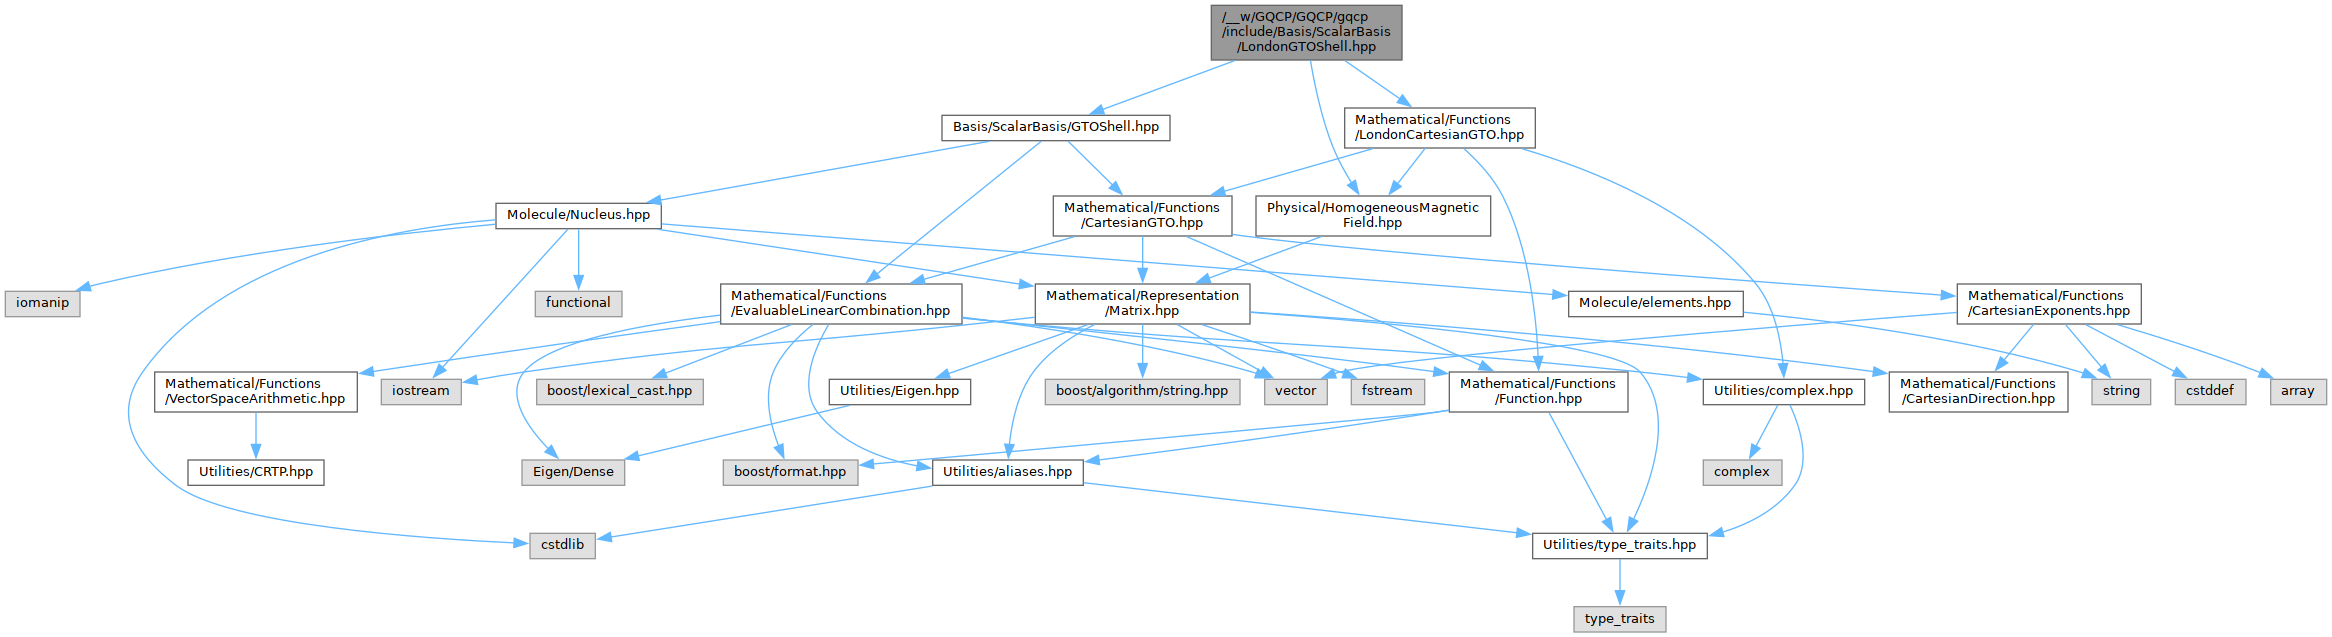 /__w/GQCP/GQCP/gqcp
/include/Basis/ScalarBasis
/LondonGTOShell.hpp
Basis/ScalarBasis/GTOShell.hpp
Mathematical/Functions
/LondonCartesianGTO.hpp
Molecule/Nucleus.hpp
Mathematical/Functions
/CartesianGTO.hpp
Physical/HomogeneousMagnetic
Field.hpp
iomanip
functional
Mathematical/Functions
/EvaluableLinearCombination.hpp
Mathematical/Representation
/Matrix.hpp
Molecule/elements.hpp
Mathematical/Functions
/CartesianExponents.hpp
Mathematical/Functions
/VectorSpaceArithmetic.hpp
iostream
boost/lexical_cast.hpp
Utilities/Eigen.hpp
boost/algorithm/string.hpp
vector
fstream
Mathematical/Functions
/Function.hpp
Utilities/complex.hpp
Mathematical/Functions
/CartesianDirection.hpp
string
cstddef
array
Utilities/CRTP.hpp
Eigen/Dense
boost/format.hpp
Utilities/aliases.hpp
complex
cstdlib
Utilities/type_traits.hpp
type_traits